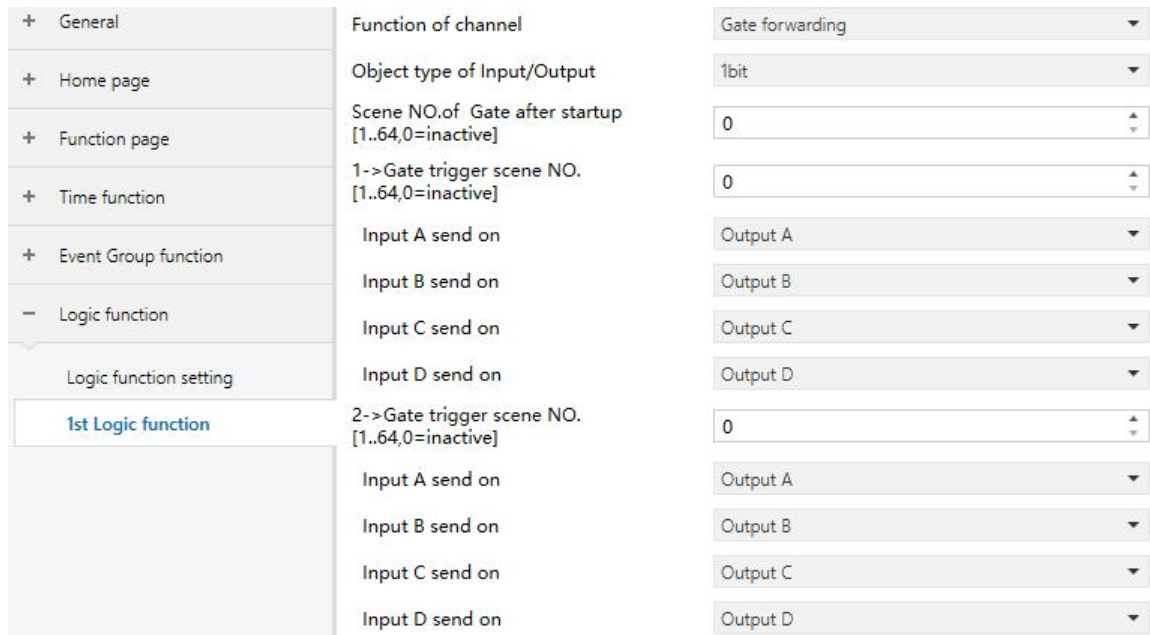 + General
+ Home page
+ Function page
+ Time function
+ Event Group function
− Logic function
Logic function setting
1st Logic function
Function of channel
Gate forwarding
Object type of Input/Output
1bit
Scene NO.of Gate after startup
[1..64,0=inactive]
0
1->Gate trigger scene NO.
[1..64,0=inactive]
0
Input A send on
Output A
Input B send on
Output B
Input C send on
Output C
Input D send on
Output D
2->Gate trigger scene NO.
[1..64,0=inactive]
0
Input A send on
Output A
Input B send on
Output B
Input C send on
Output C
Input D send on
Output D